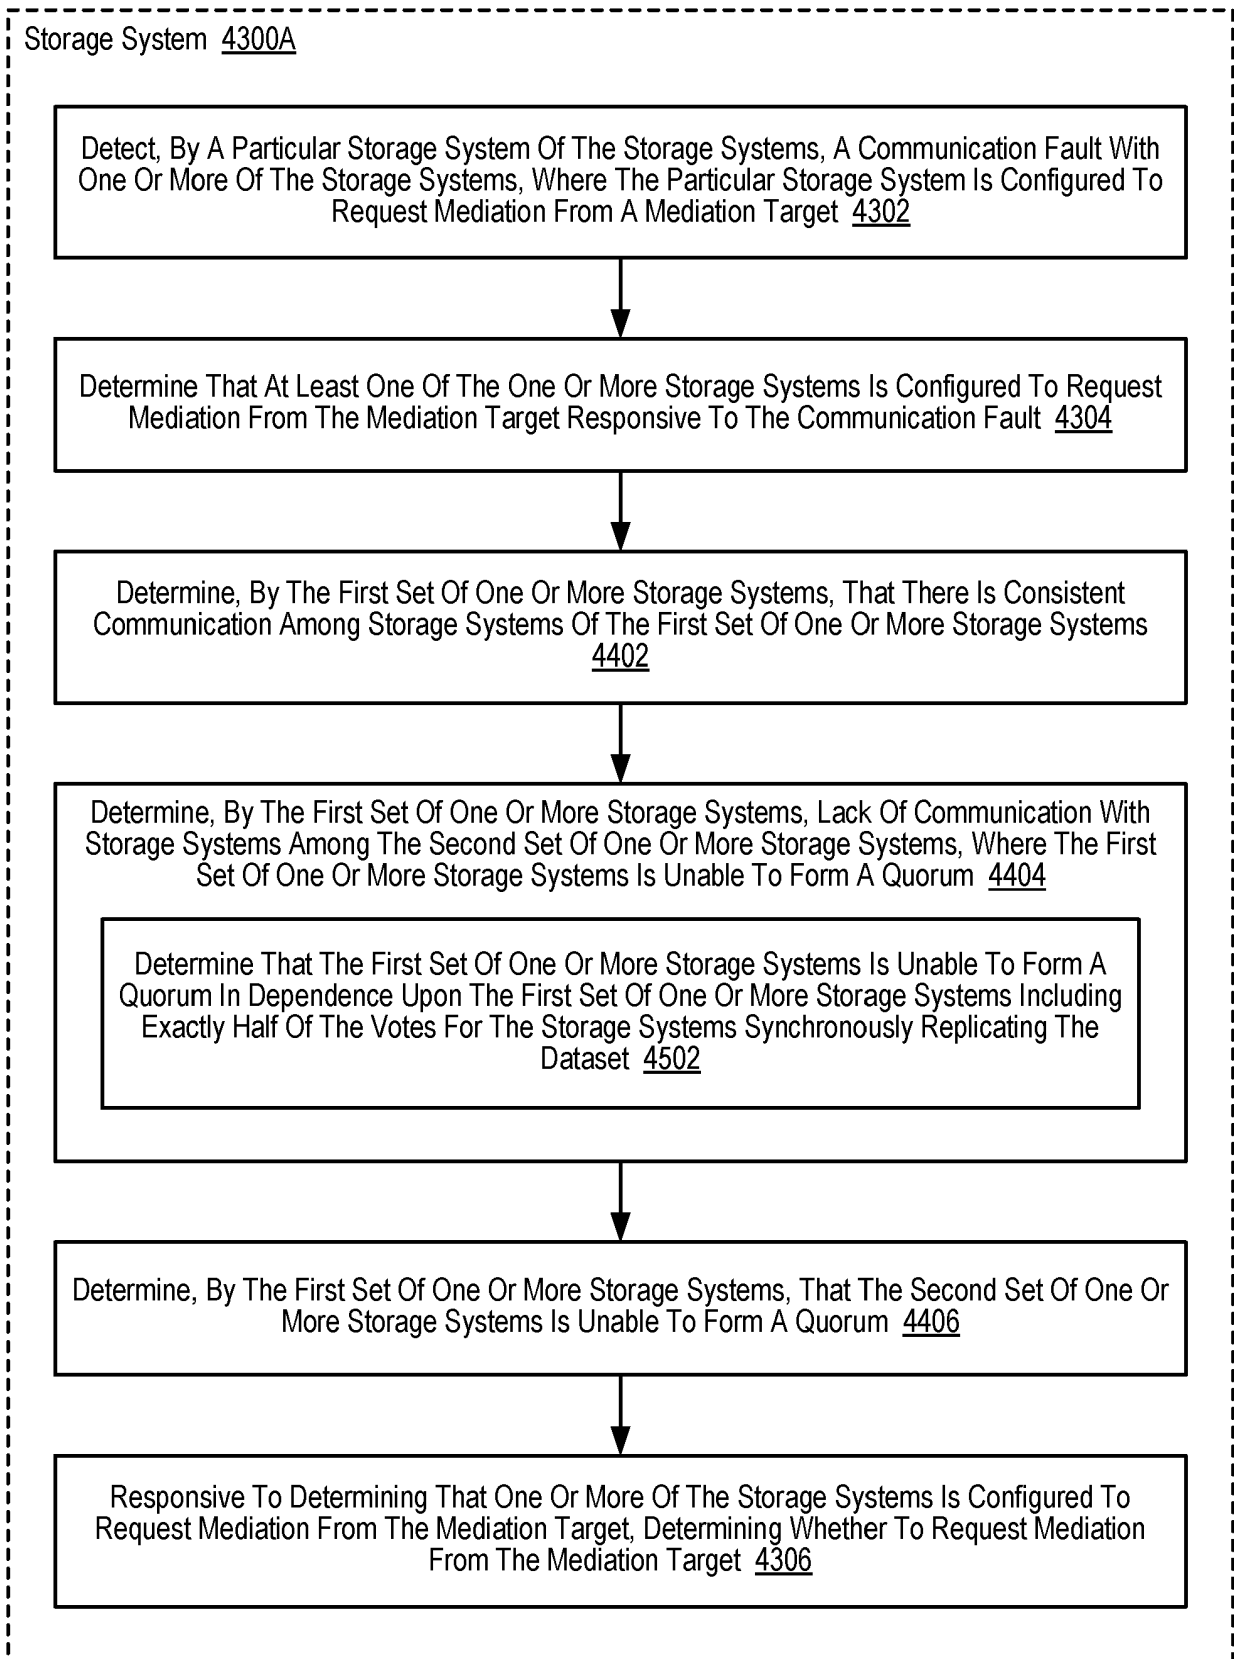 Storage System 4300A
Detect, By A Particular Storage System Of The Storage Systems, A Communication Fault With
One Or More Of The Storage Systems, Where The Particular Storage System Is Configured To
Request Mediation From A Mediation Target 4302
Determine That At Least One Of The One Or More Storage Systems Is Configured To Request
Mediation From The Mediation Target Responsive To The Communication Fault 4304
Determine, By The First Set Of One Or More Storage Systems, That There Is Consistent
Communication Among Storage Systems Of The First Set Of One Or More Storage Systems
4402
Determine, By The First Set Of One Or More Storage Systems, Lack Of Communication With
Storage Systems Among The Second Set Of One Or More Storage Systems, Where The First
Set Of One Or More Storage Systems Is Unable To Form A Quorum 4404
Determine That The First Set Of One Or More Storage Systems Is Unable To Form A
Quorum In Dependence Upon The First Set Of One Or More Storage Systems Including
Exactly Half Of The Votes For The Storage Systems Synchronously Replicating The
Dataset 4502
Determine, By The First Set Of One Or More Storage Systems, That The Second Set Of One Or
More Storage Systems Is Unable To Form A Quorum 4406
Responsive To Determining That One Or More Of The Storage Systems Is Configured To
Request Mediation From The Mediation Target, Determining Whether To Request Mediation
From The Mediation Target 4306